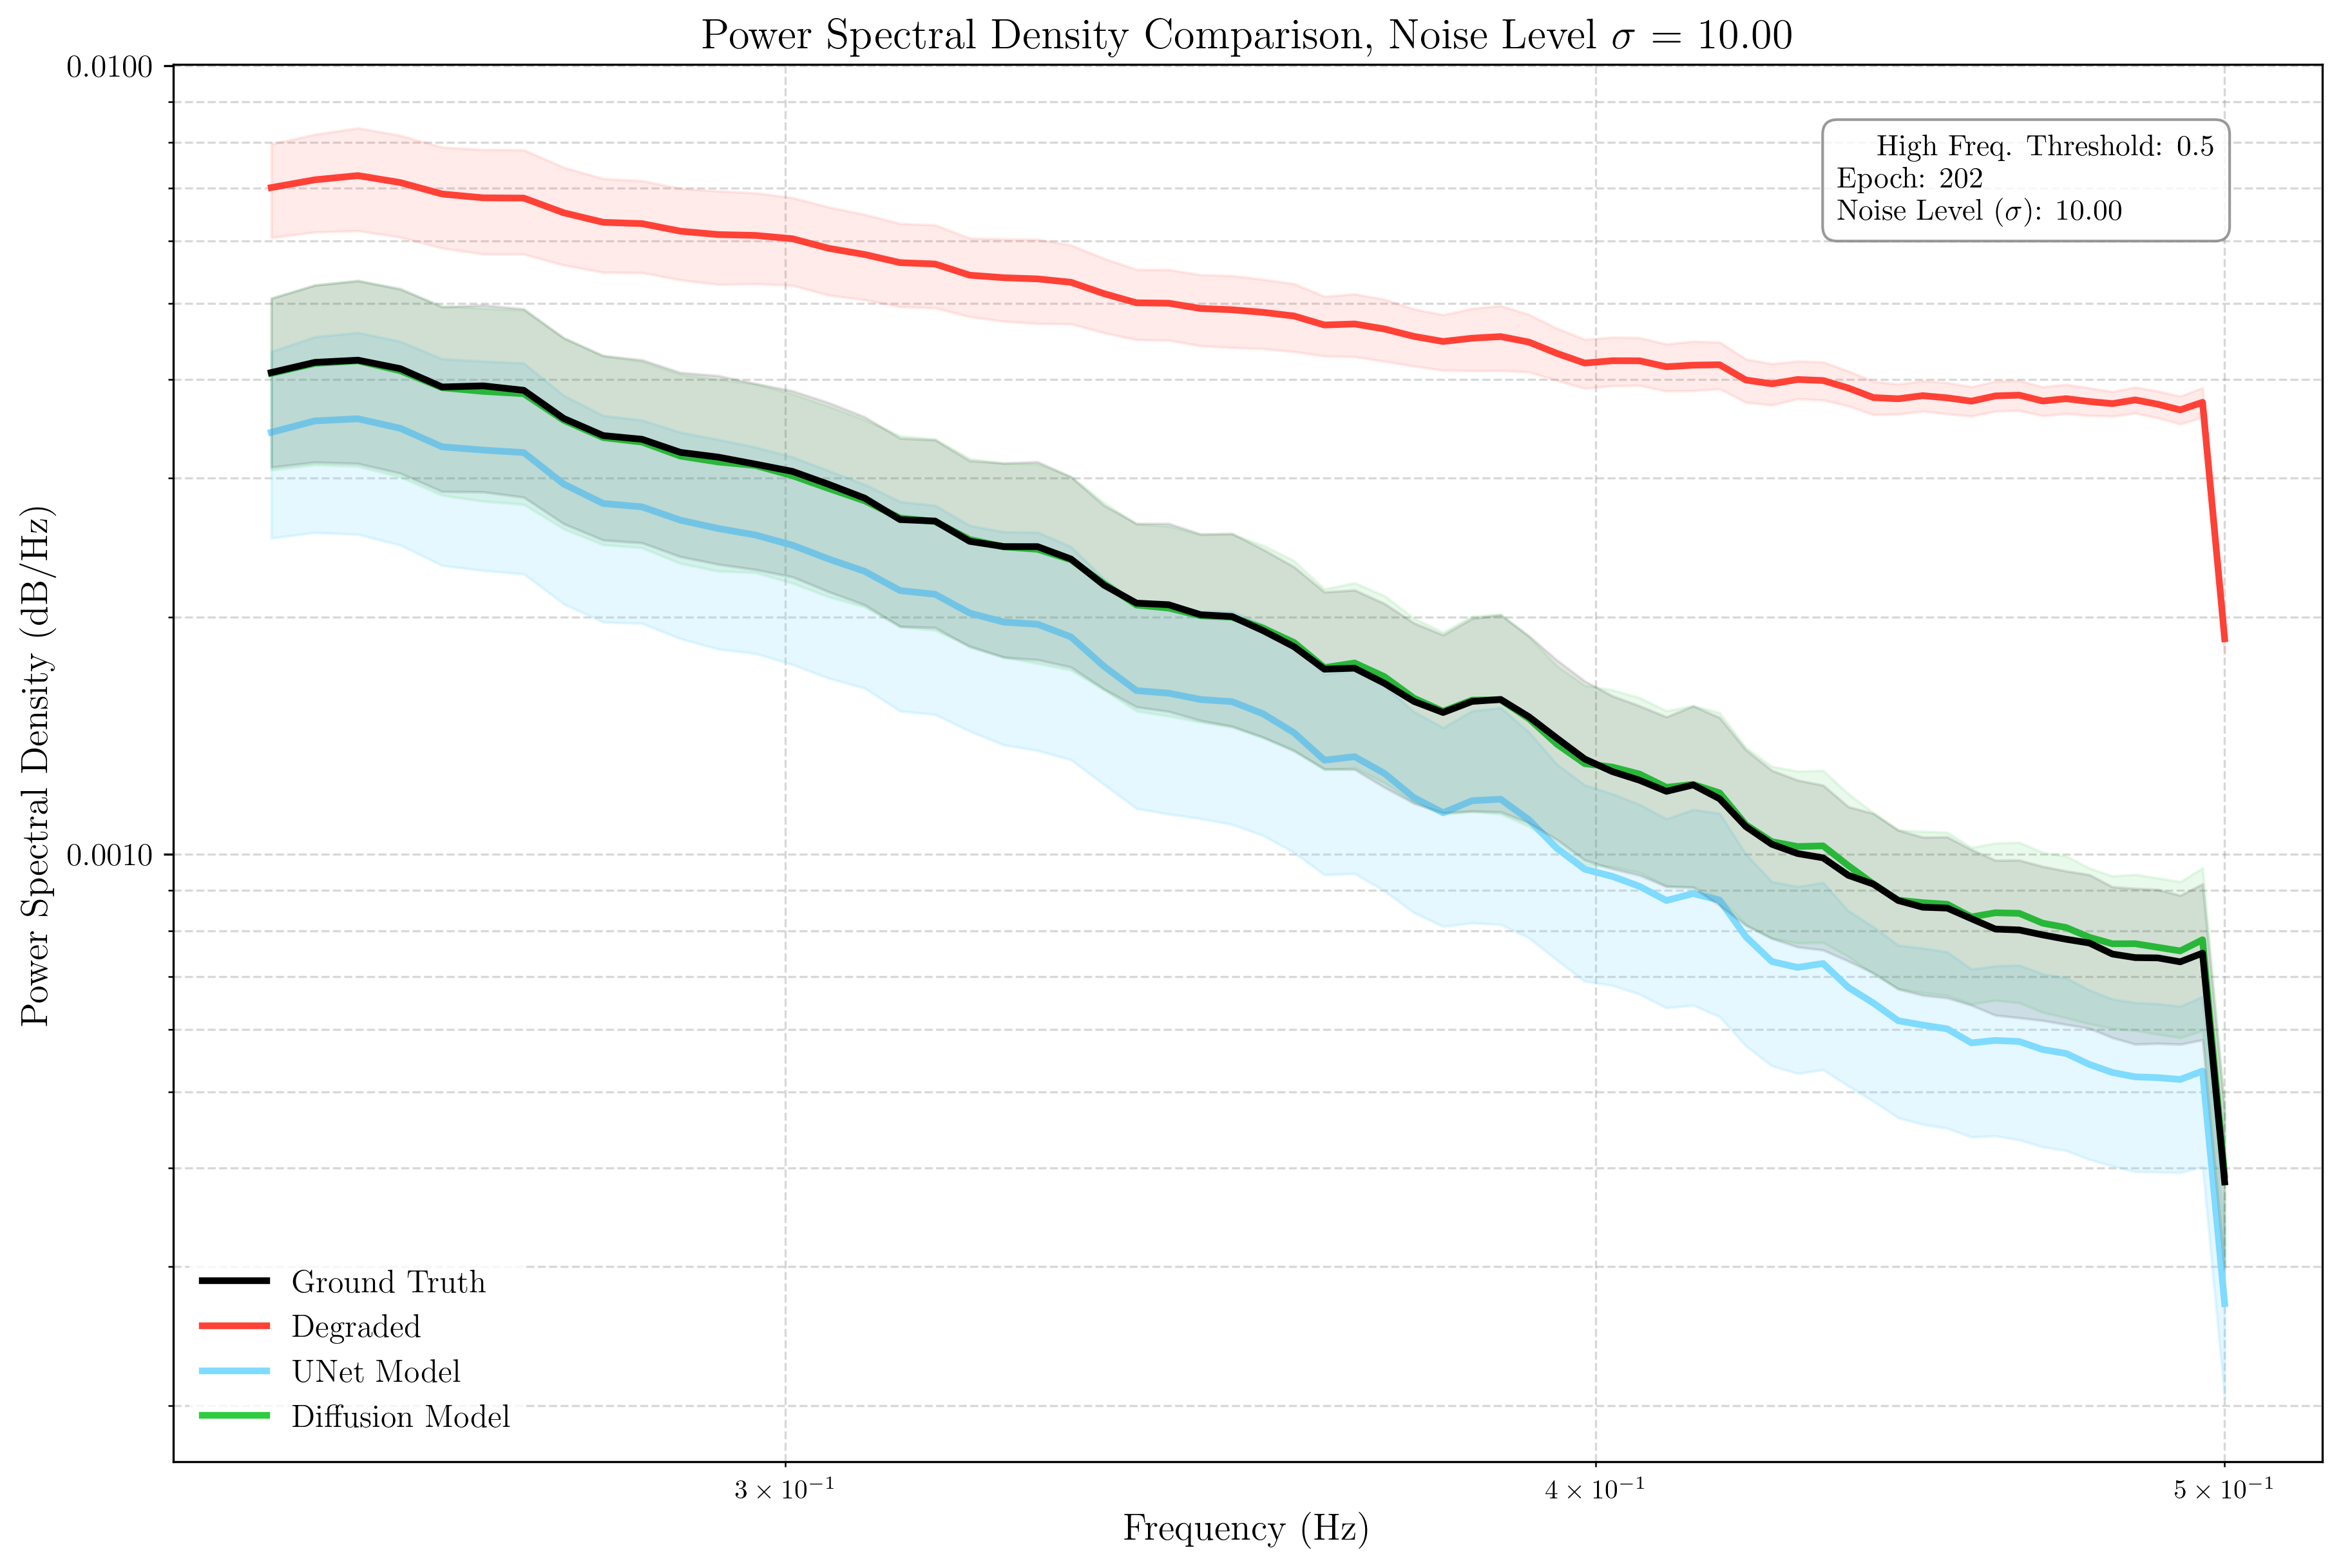 Power Spectral Density Comparison, Noise Level σ = 10.00
0.0100
High Freq. Threshold: 0.5
Epoch: 202
Noise Level (σ): 10.00
Power Spectral Density (dB/Hz)
0.0010
Ground Truth
Degraded
UNet Model
Diffusion Model
3 × 10⁻¹
4 × 10⁻¹
5 × 10⁻¹
Frequency (Hz)